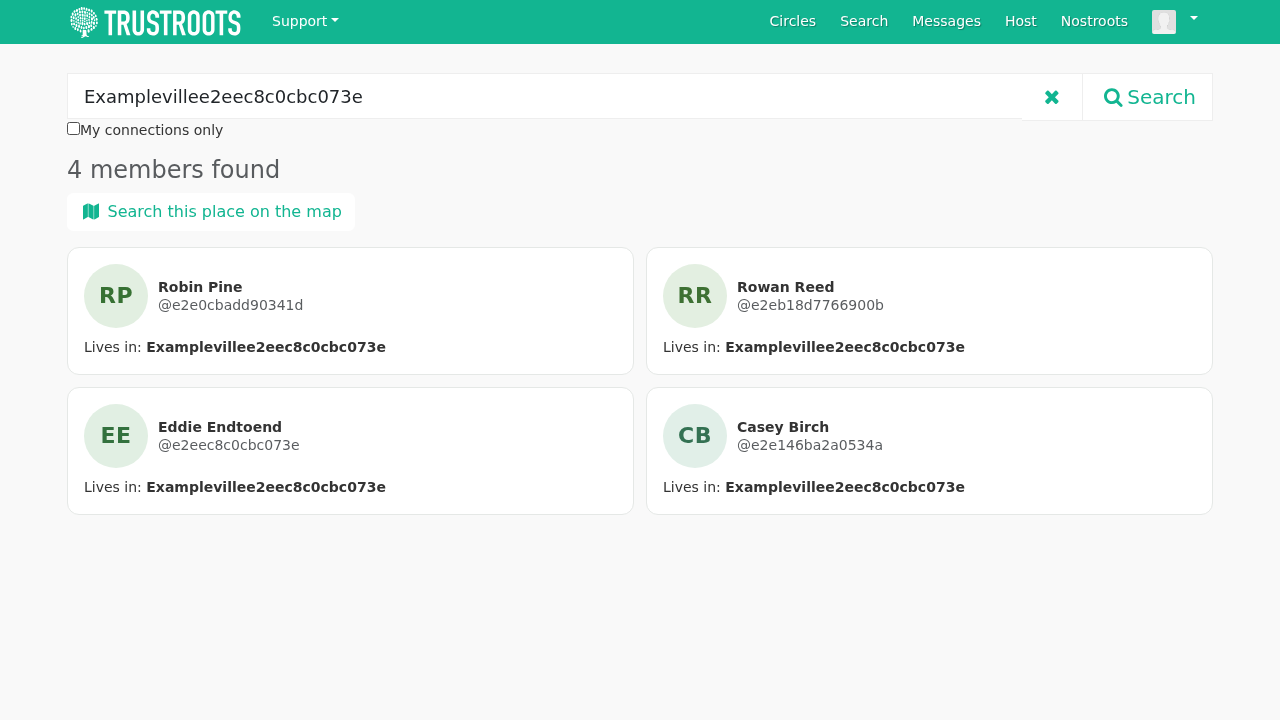 TRUSTROOTS Support Circles Search Messages Host Nostroots
Examplevillee2eec8c0cbc073e Search
My connections only
4 members found
Search this place on the map
RP Robin Pine
@e2e0cbadd90341d
Lives in: Examplevillee2eec8c0cbc073e
RR Rowan Reed
@e2eb18d7766900b
Lives in: Examplevillee2eec8c0cbc073e
EE Eddie Endtoend
@e2eec8c0cbc073e
Lives in: Examplevillee2eec8c0cbc073e
CB Casey Birch
@e2e146ba2a0534a
Lives in: Examplevillee2eec8c0cbc073e